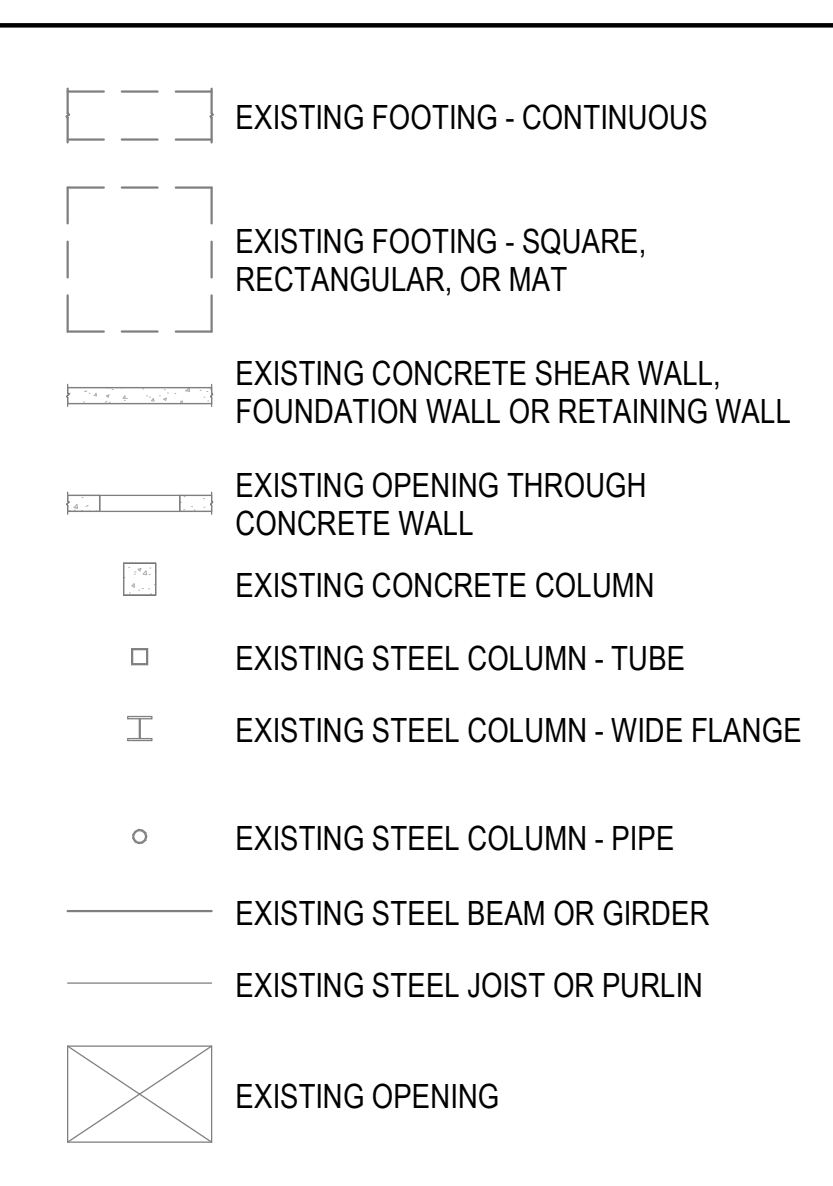 EXISTING FOOTING - CONTINUOUS
EXISTING FOOTING - SQUARE,
RECTANGULAR, OR MAT
EXISTING CONCRETE SHEAR WALL,
FOUNDATION WALL OR RETAINING WALL
EXISTING OPENING THROUGH
CONCRETE WALL
EXISTING CONCRETE COLUMN
EXISTING STEEL COLUMN - TUBE
EXISTING STEEL COLUMN - WIDE FLANGE
EXISTING STEEL COLUMN - PIPE
EXISTING STEEL BEAM OR GIRDER
EXISTING STEEL JOIST OR PURLIN
EXISTING OPENING